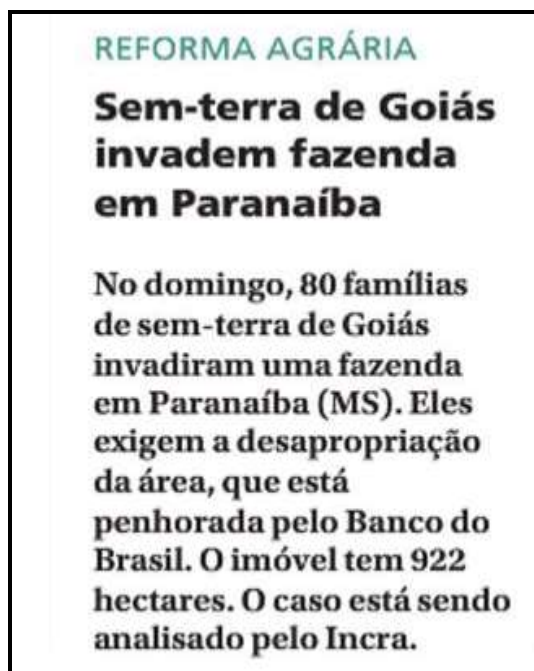 REFORMA AGRÁRIA
Sem-terra de Goiás
invadem fazenda
em Paranaíba
No domingo, 80 famílias
de sem-terra de Goiás
invadiram uma fazenda
em Paranaíba (MS). Eles
exigem a desapropriação
da área, que está
penhorada pelo Banco do
Brasil. O imóvel tem 922
hectares. O caso está sendo
analisado pelo Incra.